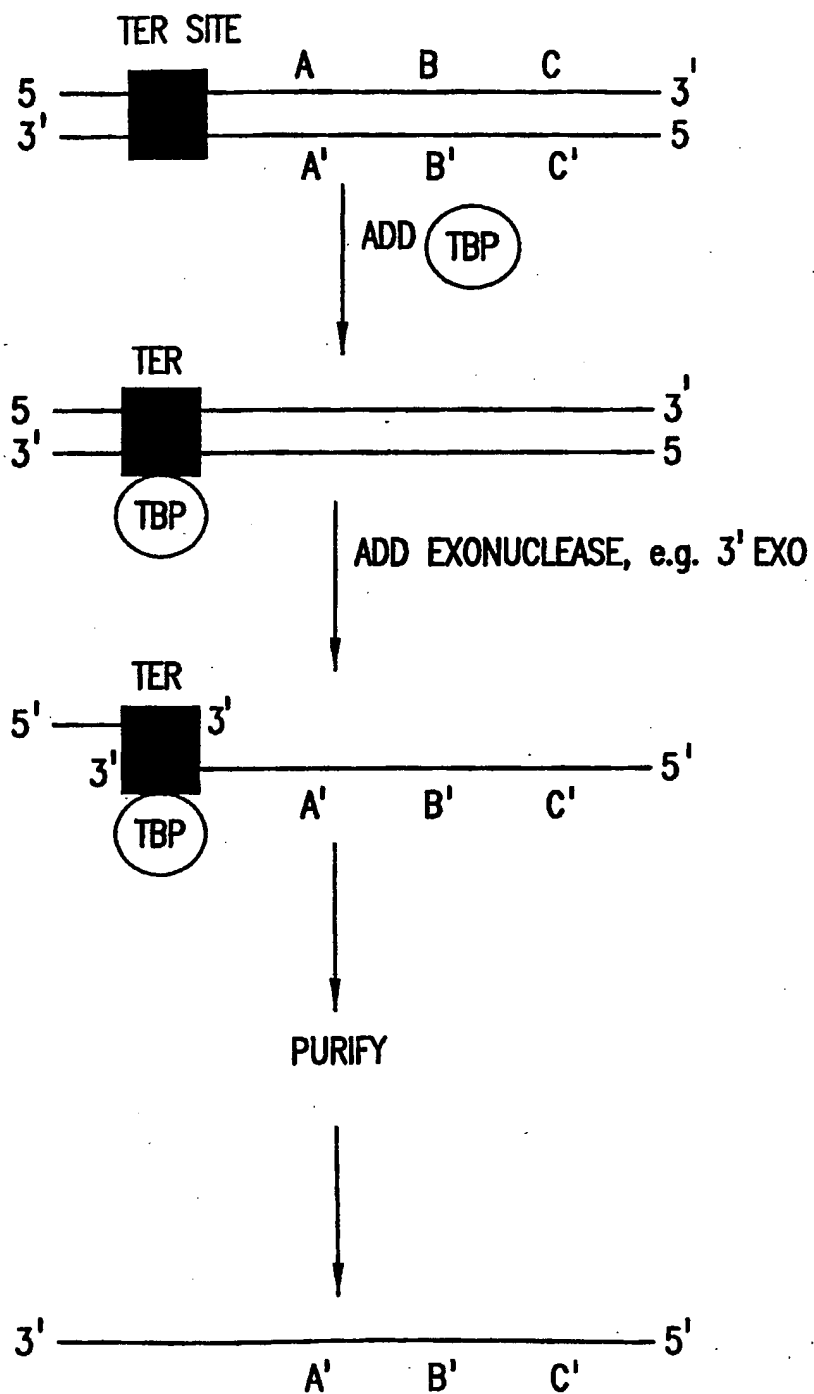 TER SITE
A B C
5 3'
3' 5
A' B' C'
ADD TBP
TER
5 3'
3' 5
TBP
ADD EXONUCLEASE, e.g. 3' EXO
TER
5' 3'
3' 5'
A' B' C'
TBP
PURIFY
3' 5'
A' B' C'